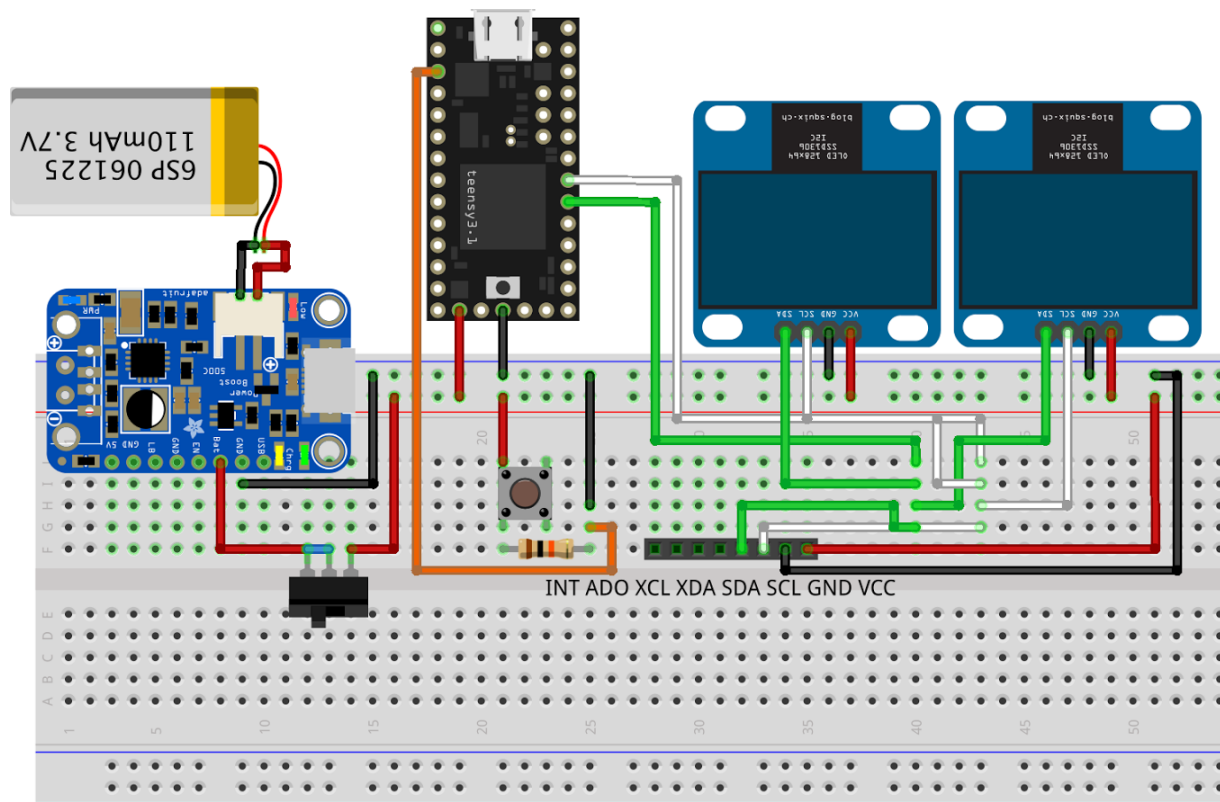 6SP 061225
110mAh 3.7V
teensy3.1
blog.squix.ch
I2C
SSD1306
OLED 128x64
blog.squix.ch
I2C
SSD1306
OLED 128x64
SDA SCL GND VCC
SDA SCL GND VCC
adafruit
PWR
Low
500C
Boost
Power
5V GND LB GND EN Bat GND USB
Chrg
20 30 35 45 50
J
I
H
G
F
INT ADO XCL XDA SDA SCL GND VCC
E
D
C
B
A
1 5 10 15 20 25 30 35 40 45 50